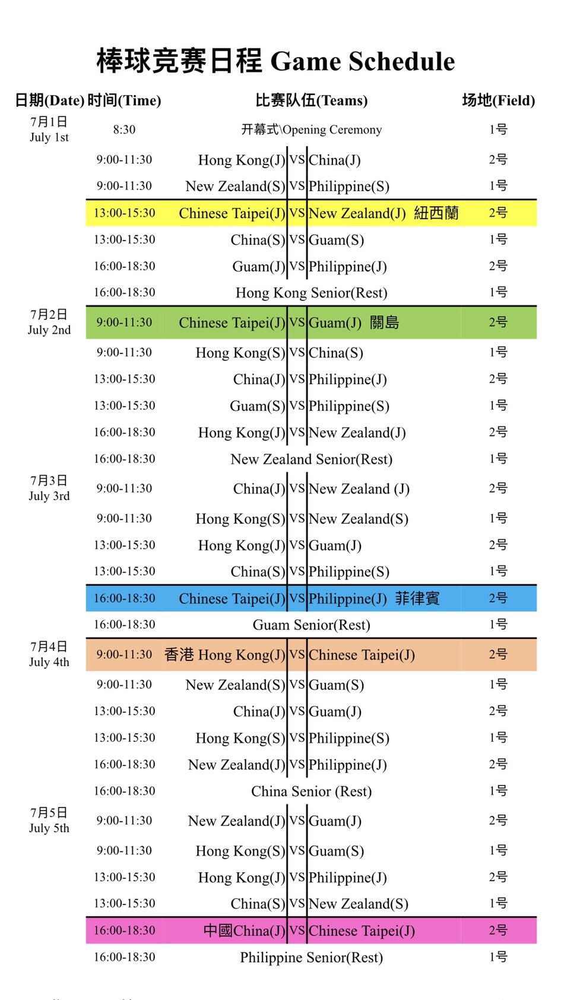 棒球竞赛日程 Game Schedule
日期(Date) 时间(Time) 比赛队伍(Teams) 场地(Field)
7月1日
July 1st
8:30 开幕式\Opening Ceremony 1号
9:00-11:30 Hong Kong(J) VS China(J) 2号
9:00-11:30 New Zealand(S) VS Philippine(S) 1号
13:00-15:30 Chinese Taipei(J) VS New Zealand(J) 紐西蘭 2号
13:00-15:30 China(S) VS Guam(S) 1号
16:00-18:30 Guam(J) VS Philippine(J) 2号
16:00-18:30 Hong Kong Senior(Rest) 1号
7月2日
July 2nd
9:00-11:30 Chinese Taipei(J) VS Guam(J) 關島 2号
9:00-11:30 Hong Kong(S) VS China(S) 1号
13:00-15:30 China(J) VS Philippine(J) 2号
13:00-15:30 Guam(S) VS Philippine(S) 1号
16:00-18:30 Hong Kong(J) VS New Zealand(J) 2号
16:00-18:30 New Zealand Senior(Rest) 1号
7月3日
July 3rd
9:00-11:30 China(J) VS New Zealand (J) 2号
9:00-11:30 Hong Kong(S) VS New Zealand(S) 1号
13:00-15:30 Hong Kong(J) VS Guam(J) 2号
13:00-15:30 China(S) VS Philippine(S) 1号
16:00-18:30 Chinese Taipei(J) VS Philippine(J) 菲律賓 2号
16:00-18:30 Guam Senior(Rest) 1号
7月4日
July 4th
9:00-11:30 香港 Hong Kong(J) VS Chinese Taipei(J) 2号
9:00-11:30 New Zealand(S) VS Guam(S) 1号
13:00-15:30 China(J) VS Guam(J) 2号
13:00-15:30 Hong Kong(S) VS Philippine(S) 1号
16:00-18:30 New Zealand(J) VS Philippine(J) 2号
16:00-18:30 China Senior (Rest) 1号
7月5日
July 5th
9:00-11:30 New Zealand(J) VS Guam(J) 2号
9:00-11:30 Hong Kong(S) VS Guam(S) 1号
13:00-15:30 Hong Kong(J) VS Philippine(J) 2号
13:00-15:30 China(S) VS New Zealand(S) 1号
16:00-18:30 中國China(J) VS Chinese Taipei(J) 2号
16:00-18:30 Philippine Senior(Rest) 1号